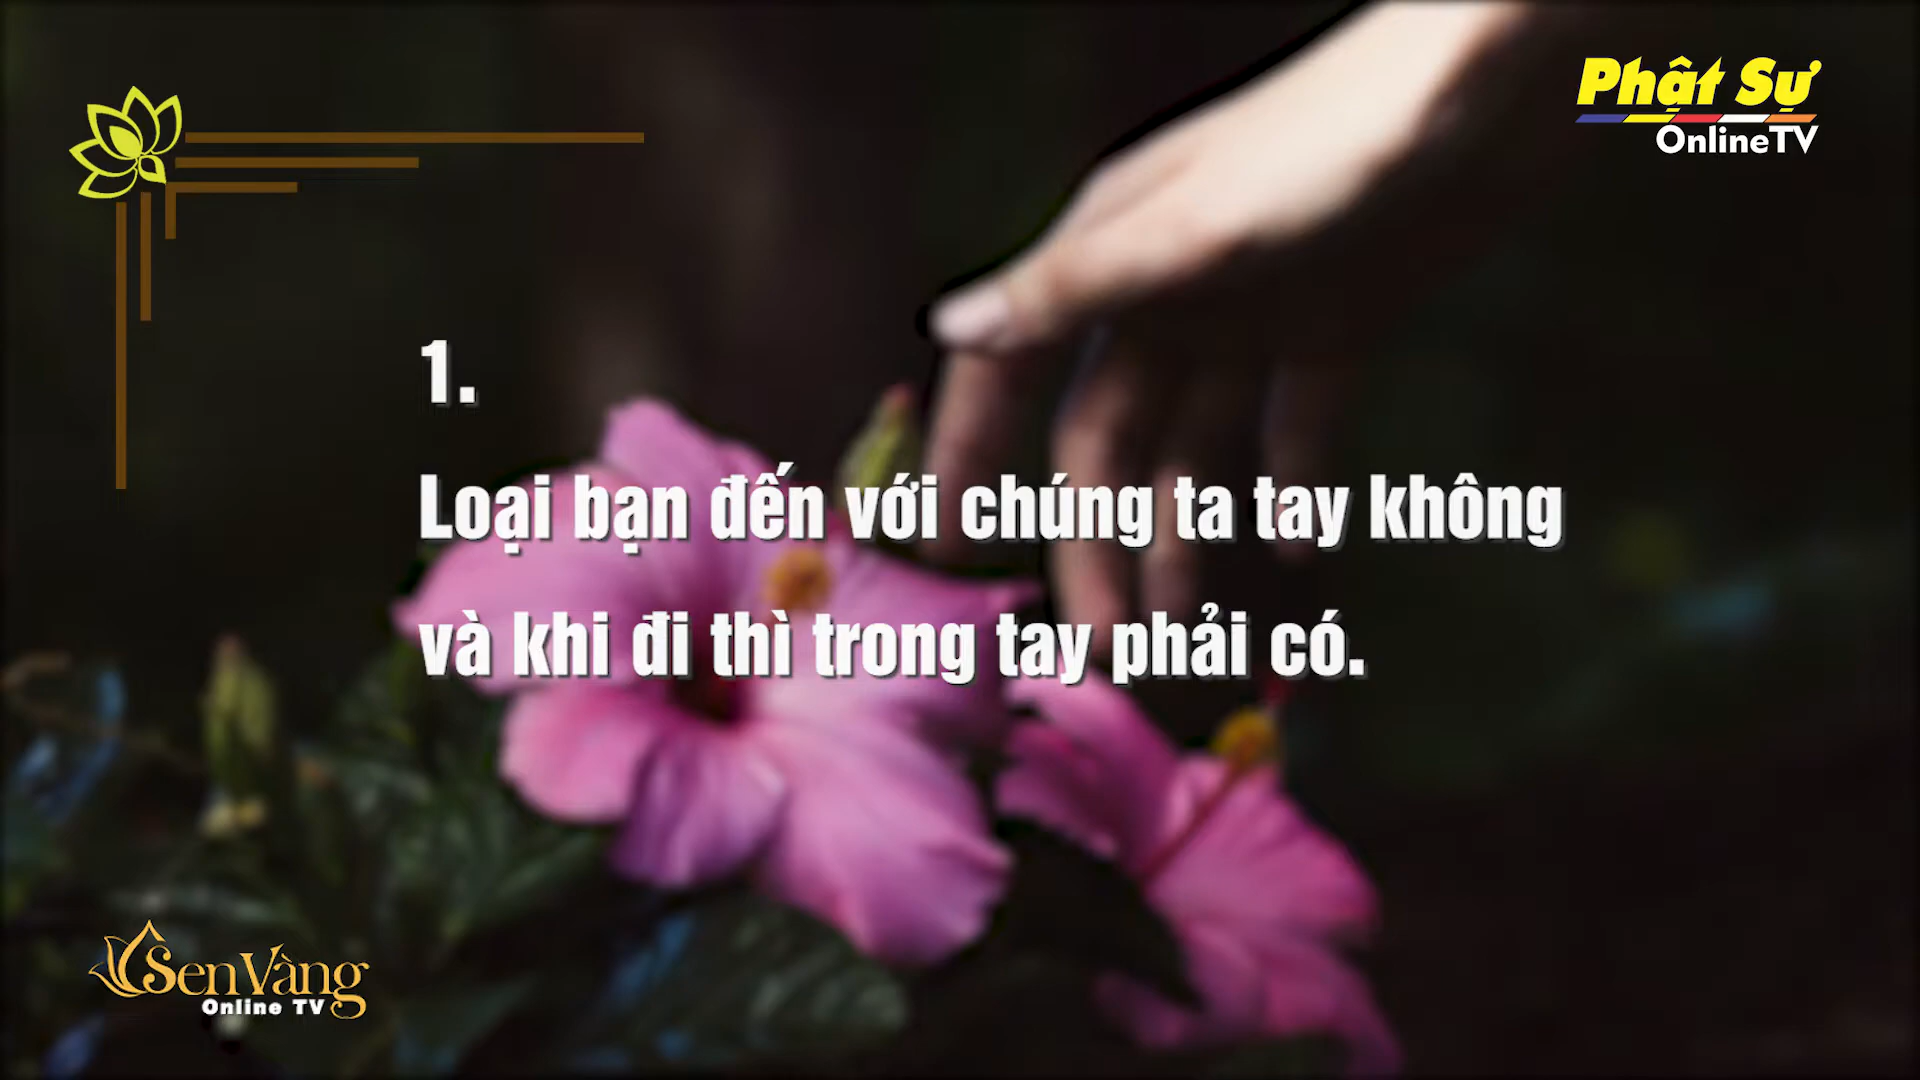 Phật Sự
OnlineTV
1.
Loại bạn đến với chúng ta tay không
và khi đi thì trong tay phải có.
Sen Vàng
Online TV